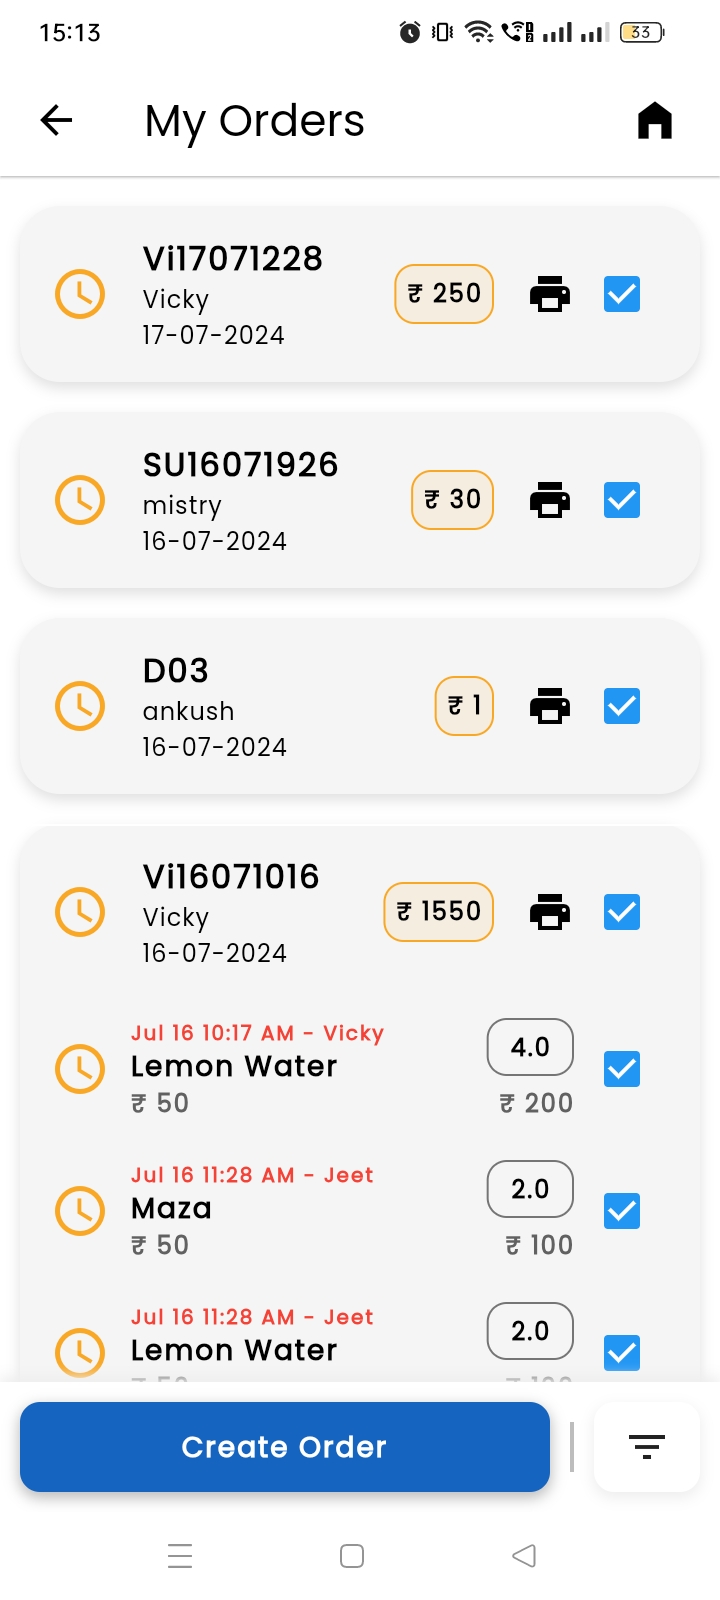 15:13
33
My Orders
Vi17071228
Vicky
17-07-2024
₹ 250
SU16071926
mistry
16-07-2024
₹ 30
D03
ankush
16-07-2024
₹ 1
Vi16071016
Vicky
16-07-2024
₹ 1550
Jul 16 10:17 AM - Vicky
Lemon Water
₹ 50
4.0
₹ 200
Jul 16 11:28 AM - Jeet
Maza
₹ 50
2.0
₹ 100
Jul 16 11:28 AM - Jeet
Lemon Water
2.0
Create Order